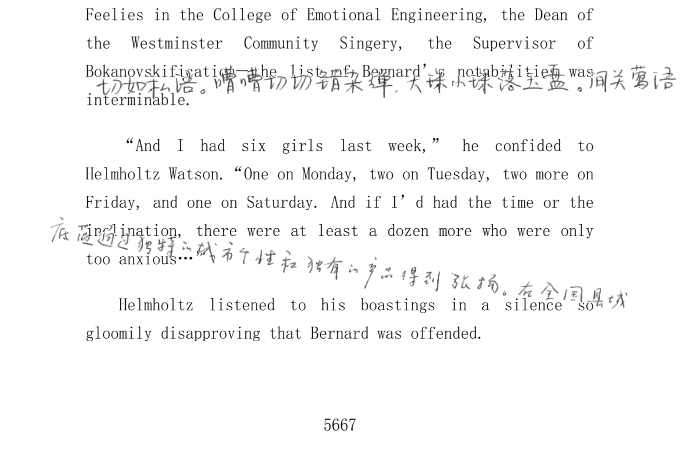 Feelies in the College of Emotional Engineering, the Dean of
the Westminster Community Singery, the Supervisor of
Bokanovskification—the list of Bernard’s notabilities was
切如私语。嘈嘈切切错杂弹,大珠小珠落玉盘。间关莺语
interminable.
“And I had six girls last week,” he confided to
Helmholtz Watson. “One on Monday, two on Tuesday, two more on
Friday, and one on Saturday. And if I’d had the time or the
inclination, there were at least a dozen more who were only
底蕴通过独特的城市个性和独有的产品得到张扬。在全国县城
too anxious…
Helmholtz listened to his boastings in a silence so
gloomily disapproving that Bernard was offended.
5667